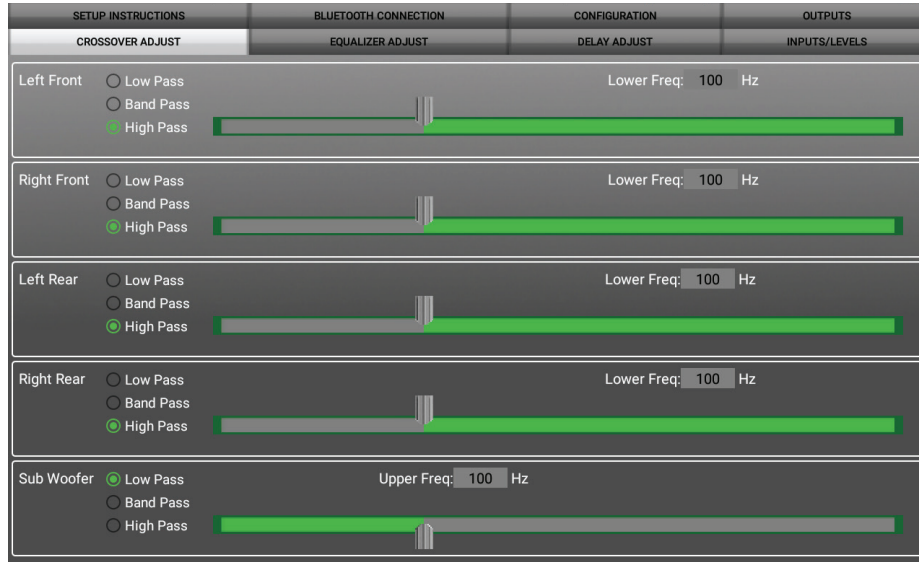 SETUP INSTRUCTIONS BLUETOOTH CONNECTION CONFIGURATION OUTPUTS
CROSSOVER ADJUST EQUALIZER ADJUST DELAY ADJUST INPUTS/LEVELS
Left Front Low Pass Lower Freq: 100 Hz
Band Pass
High Pass
Right Front Low Pass Lower Freq: 100 Hz
Band Pass
High Pass
Left Rear Low Pass Lower Freq: 100 Hz
Band Pass
High Pass
Right Rear Low Pass Lower Freq: 100 Hz
Band Pass
High Pass
Sub Woofer Low Pass Upper Freq: 100 Hz
Band Pass
High Pass